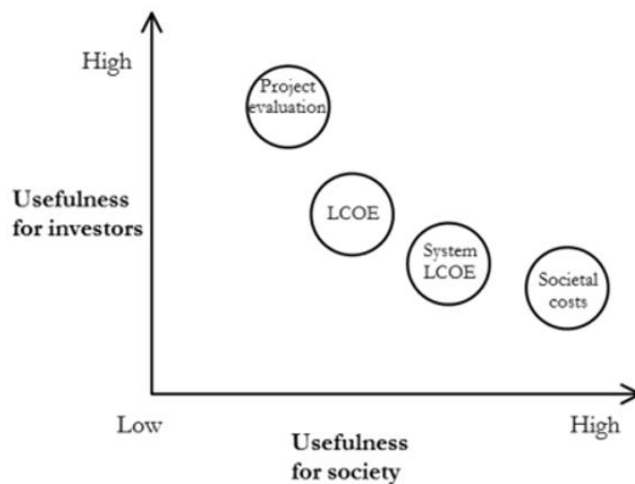 High
Project
evaluation
Usefulness
for investors
LCOE
System
LCOE
Societal
costs
Low
High
Usefulness
for society